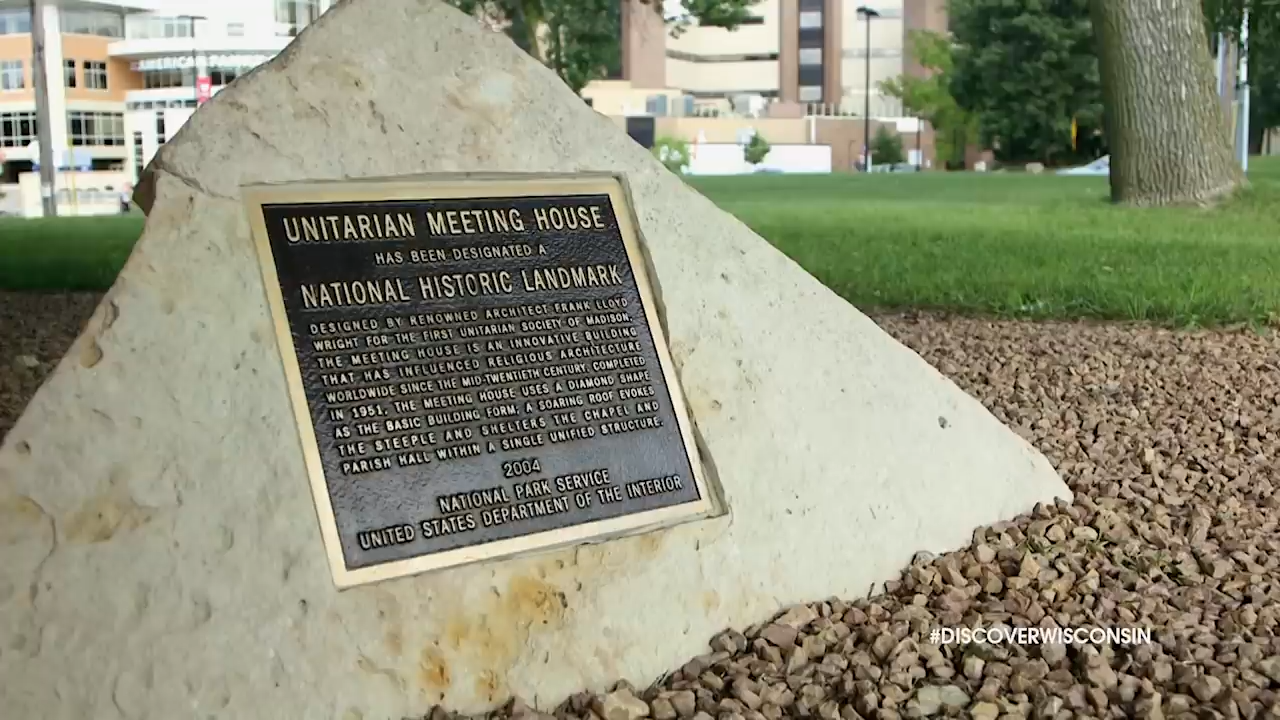 AMERICAN FAM
UNITARIAN MEETING HOUSE
HAS BEEN DESIGNATED A
NATIONAL HISTORIC LANDMARK
DESIGNED BY RENOWNED ARCHITECT FRANK LLOYD
WRIGHT FOR THE FIRST UNITARIAN SOCIETY OF MADISON,
THE MEETING HOUSE IS AN INNOVATIVE BUILDING
THAT HAS INFLUENCED RELIGIOUS ARCHITECTURE
WORLDWIDE SINCE THE MID-TWENTIETH CENTURY. COMPLETED
IN 1951, THE MEETING HOUSE USES A DIAMOND SHAPE
AS THE BASIC BUILDING FORM; A SOARING ROOF EVOKES
THE STEEPLE AND SHELTERS THE CHAPEL AND
PARISH HALL WITHIN A SINGLE UNIFIED STRUCTURE.
2004
NATIONAL PARK SERVICE
UNITED STATES DEPARTMENT OF THE INTERIOR
#DISCOVERWISCONSIN